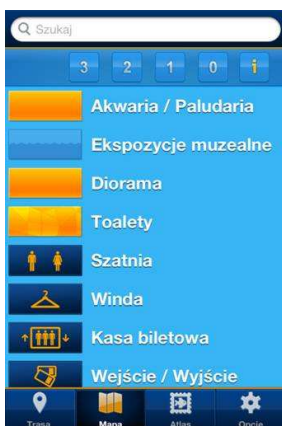 Szukaj
3 2 1 0 i
Akwaria / Paludaria
Ekspozycje muzealne
Diorama
Toalety
Szatnia
Winda
Kasa biletowa
Wejście / Wyjście
Trasa Mapa Atlas Opcje